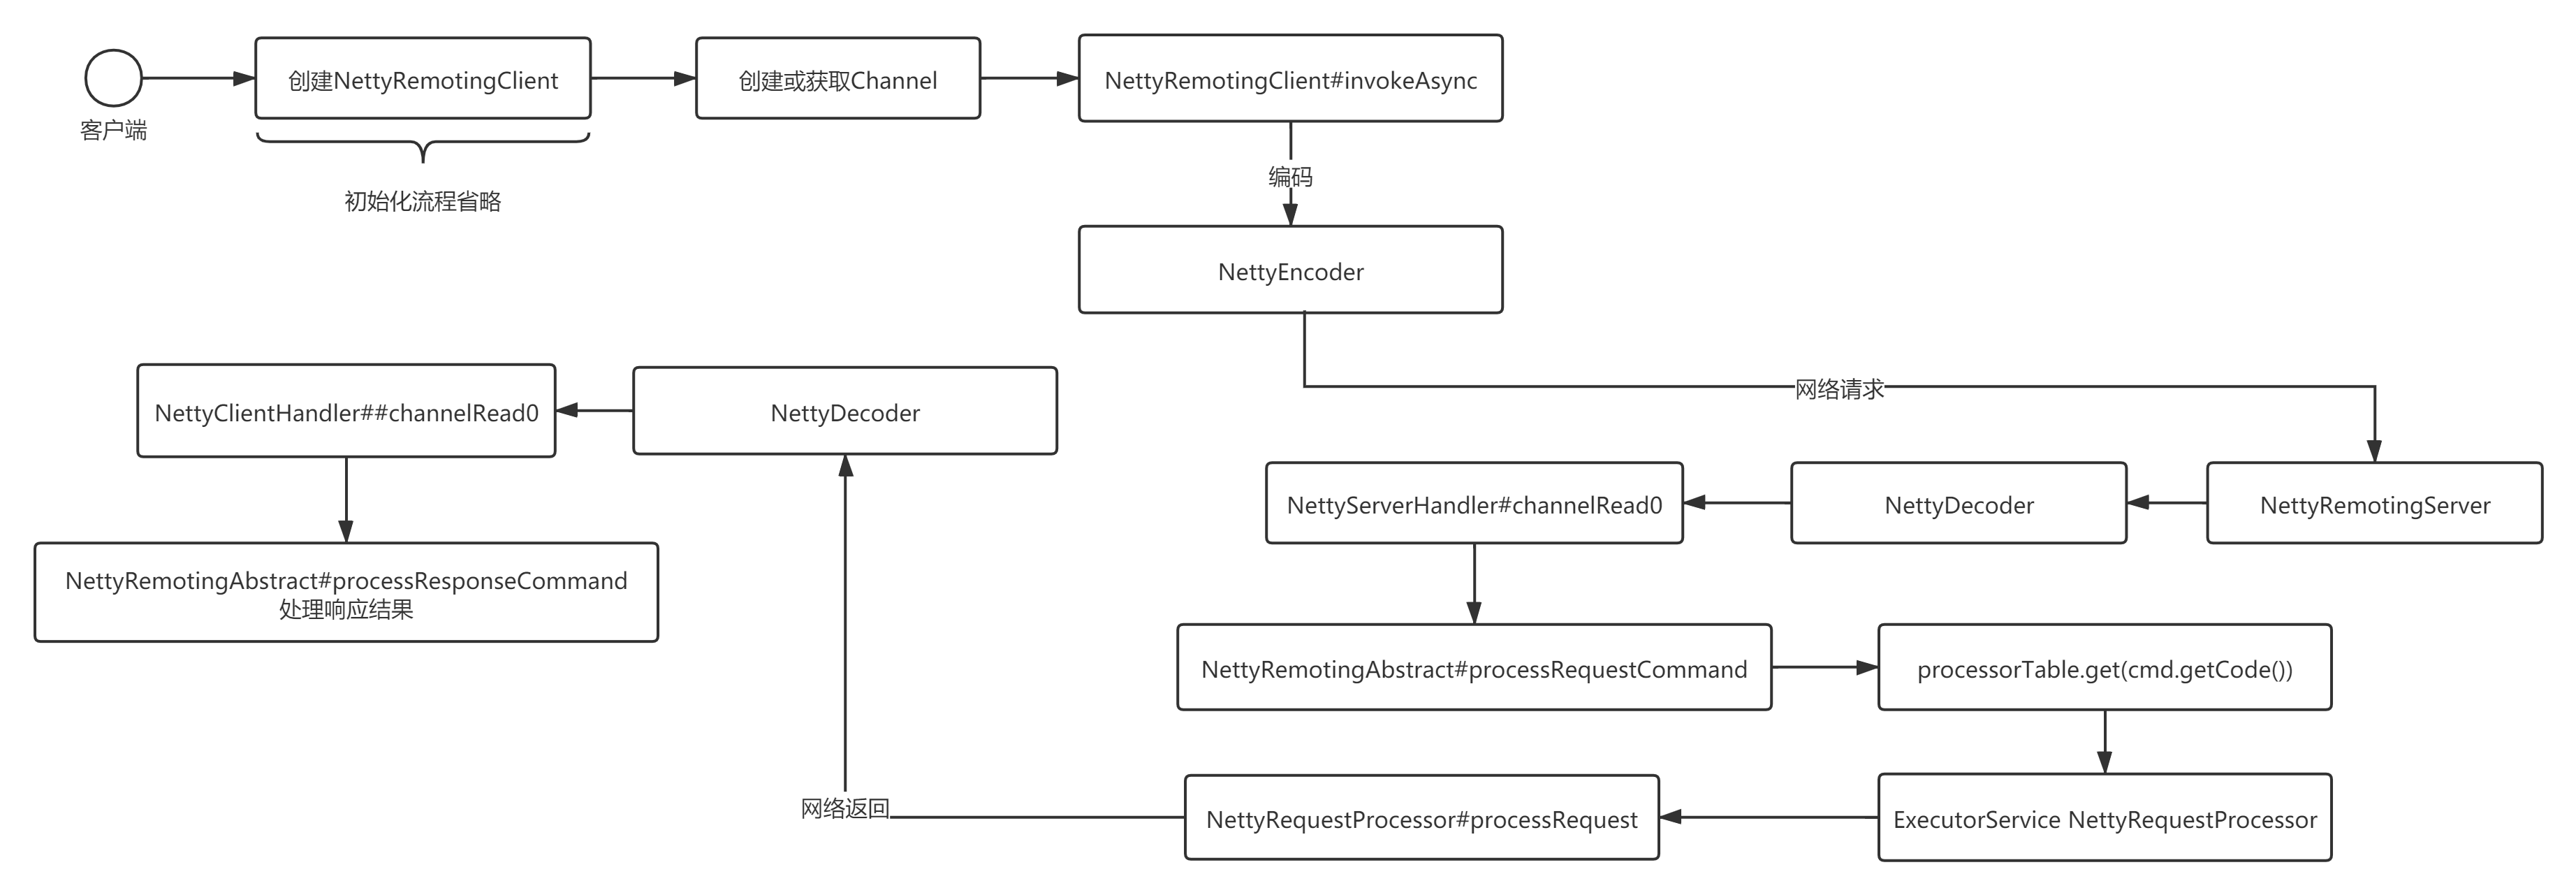 客户端
创建NettyRemotingClient
初始化流程省略
创建或获取Channel
NettyRemotingClient#invokeAsync
编码
NettyEncoder
网络请求
NettyRemotingServer
NettyDecoder
NettyServerHandler#channelRead0
NettyRemotingAbstract#processRequestCommand
processorTable.get(cmd.getCode())
ExecutorService NettyRequestProcessor
NettyRequestProcessor#processRequest
网络返回
NettyDecoder
NettyClientHandler##channelRead0
NettyRemotingAbstract#processResponseCommand
处理响应结果